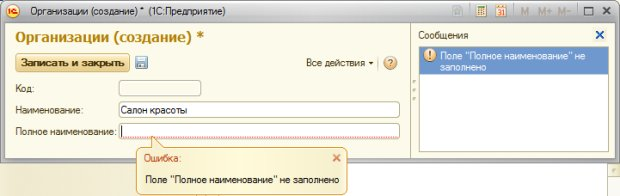 1С Организации (создание) * (1С:Предприятие)
М М+ М-
Организации (создание) *
Записать и закрыть
Все действия
?
Код:
Наименование: Салон красоты
Полное наименование:
Ошибка:
Поле "Полное наименование" не заполнено
Сообщения
Поле "Полное наименование" не
заполнено